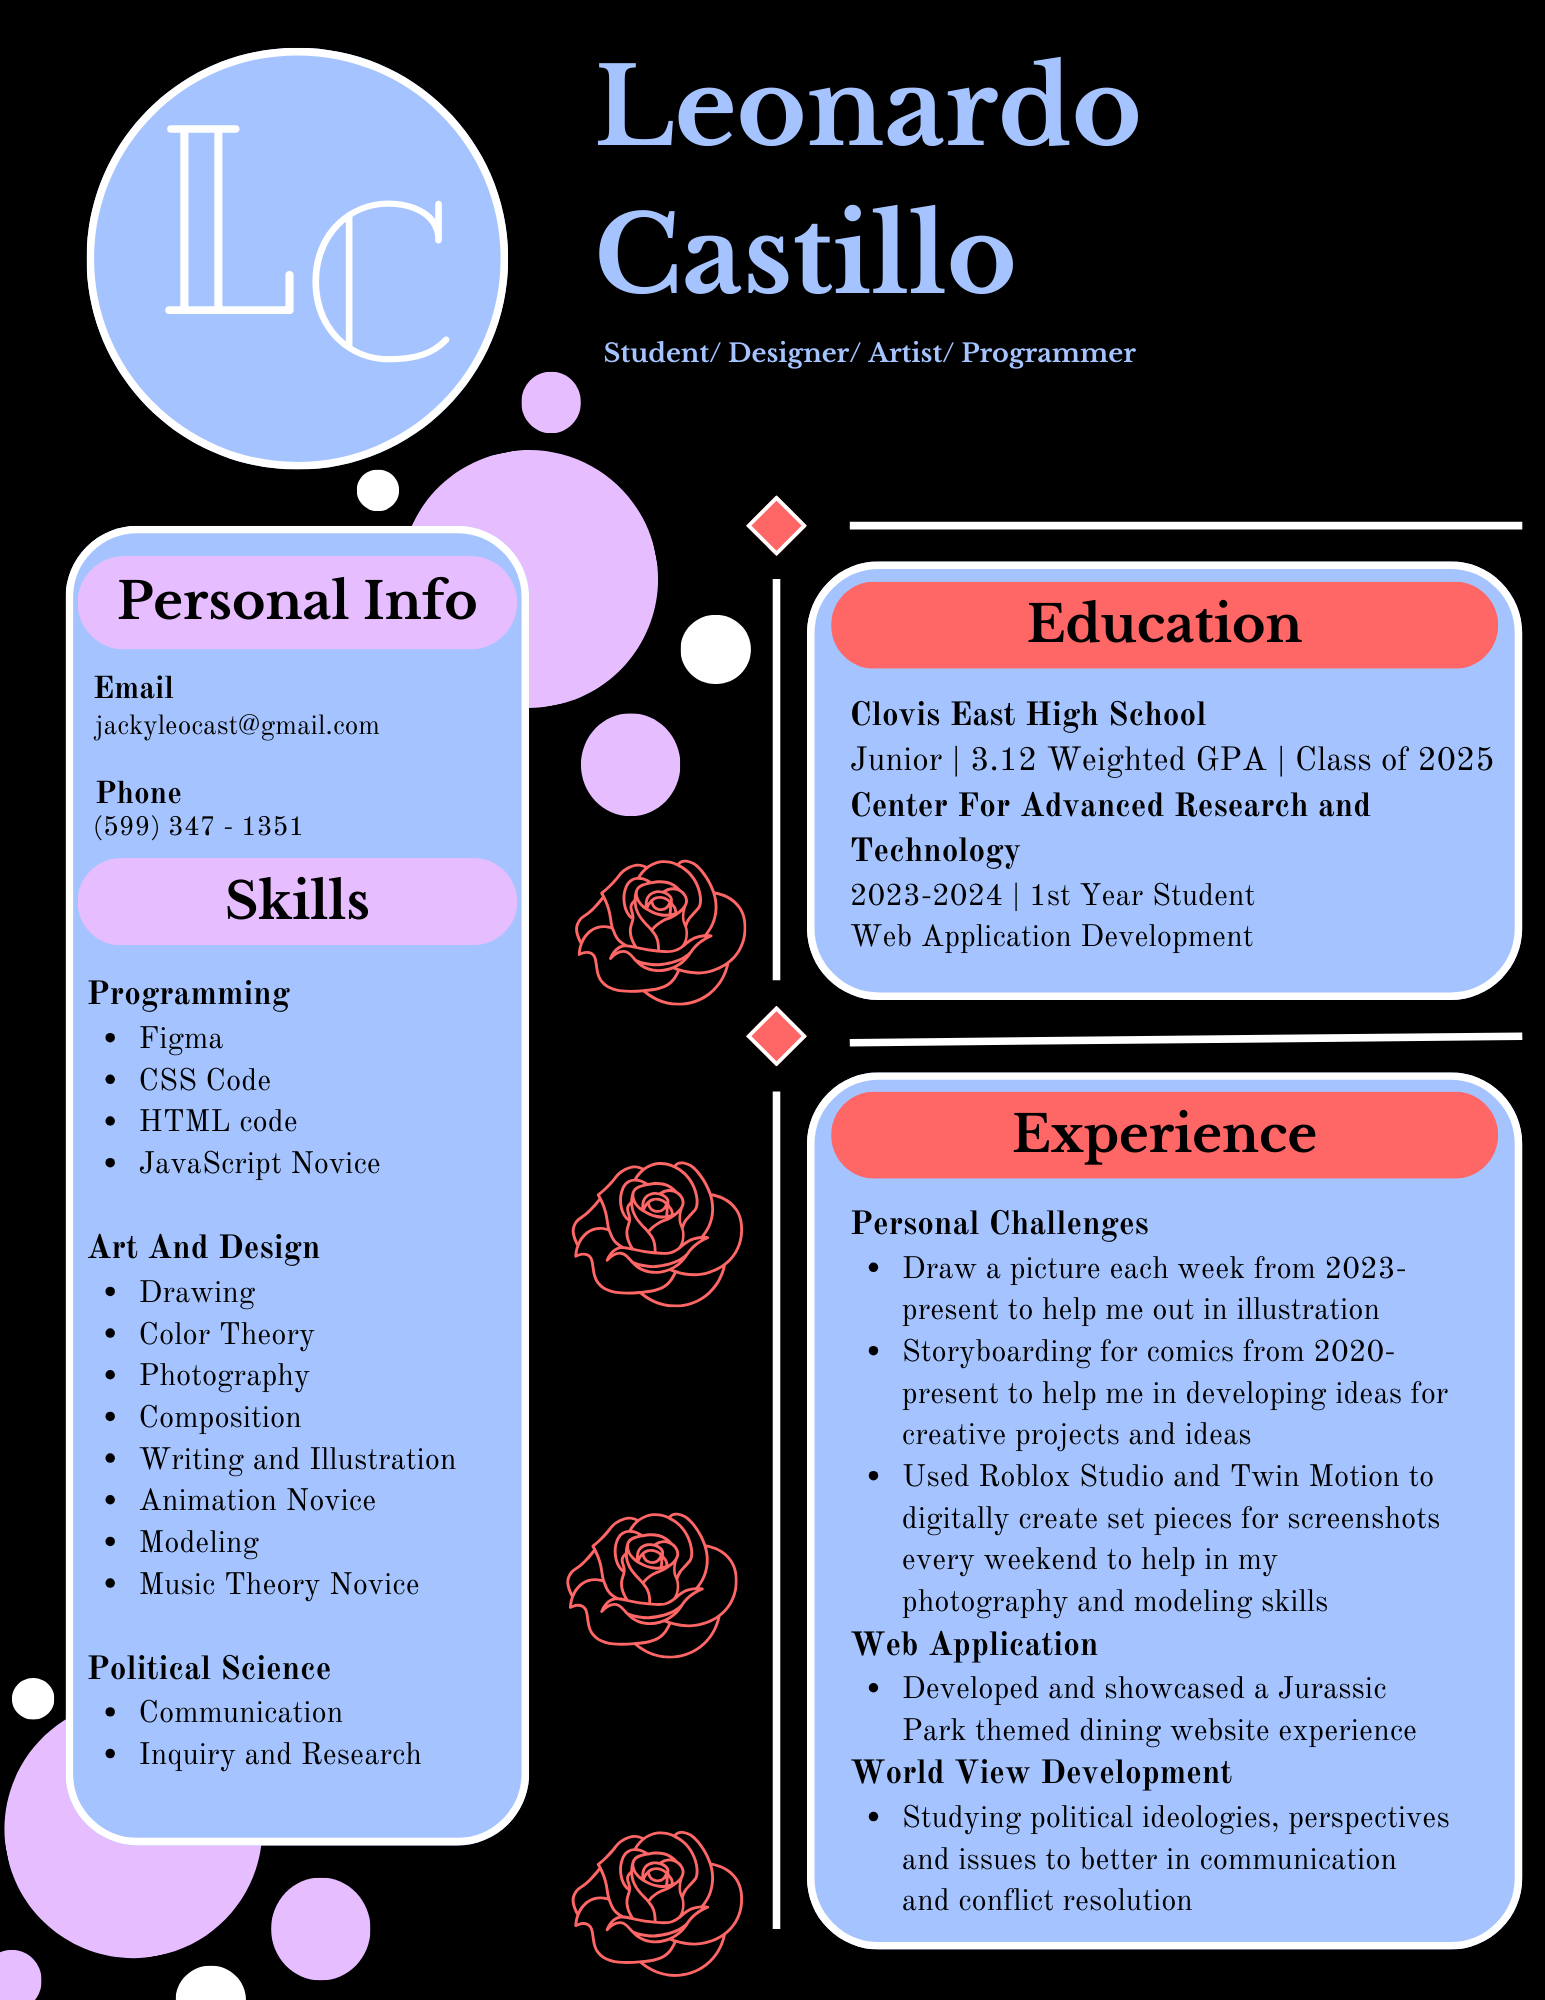 LC
Leonardo
Castillo
Student/ Designer/ Artist/ Programmer
Personal Info
Email
jackyleocast@gmail.com
Phone
(599) 347 - 1351
Skills
Programming
• Figma
• CSS Code
• HTML code
• JavaScript Novice
Art And Design
• Drawing
• Color Theory
• Photography
• Composition
• Writing and Illustration
• Animation Novice
• Modeling
• Music Theory Novice
Political Science
• Communication
• Inquiry and Research
Education
Clovis East High School
Junior | 3.12 Weighted GPA | Class of 2025
Center For Advanced Research and
Technology
2023-2024 | 1st Year Student
Web Application Development
Experience
Personal Challenges
• Draw a picture each week from 2023-
present to help me out in illustration
• Storyboarding for comics from 2020-
present to help me in developing ideas for
creative projects and ideas
• Used Roblox Studio and Twin Motion to
digitally create set pieces for screenshots
every weekend to help in my
photography and modeling skills
Web Application
• Developed and showcased a Jurassic
Park themed dining website experience
World View Development
• Studying political ideologies, perspectives
and issues to better in communication
and conflict resolution